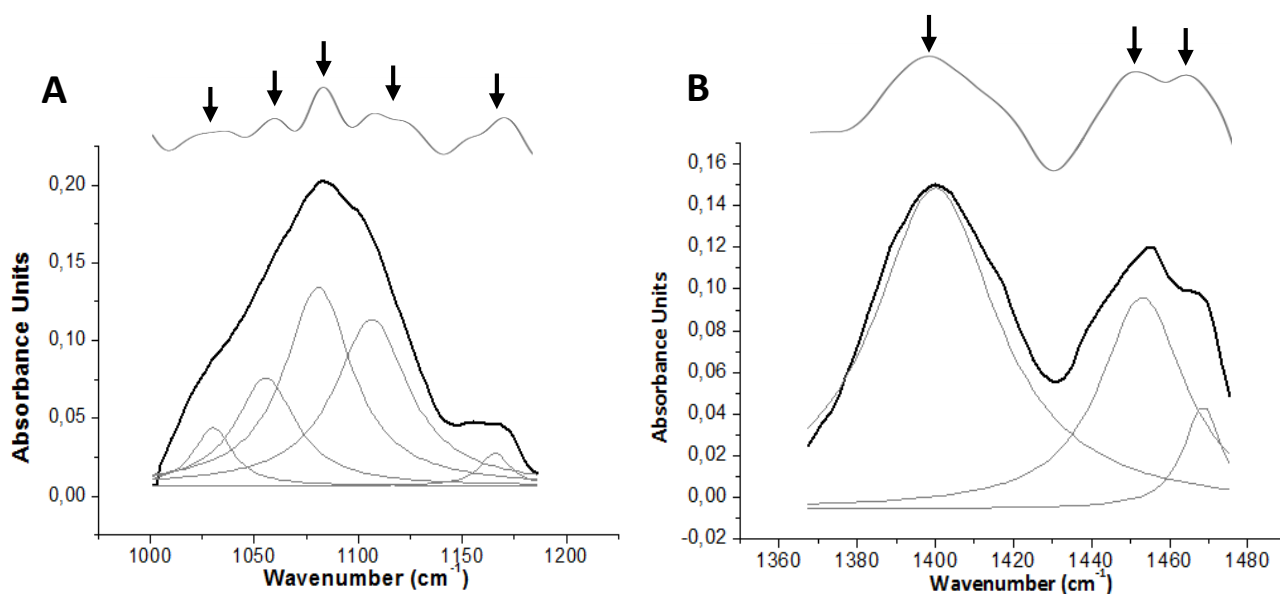 A
0,20
0,15
0,10
0,05
0,00
Absorbance Units
1000 1050 1100 1150 1200
Wavenumber (cm⁻¹)
B
0,16
0,14
0,12
0,10
0,08
0,06
0,04
0,02
0,00
-0,02
Absorbance Units
1360 1380 1400 1420 1440 1460 1480
Wavenumber (cm⁻¹)